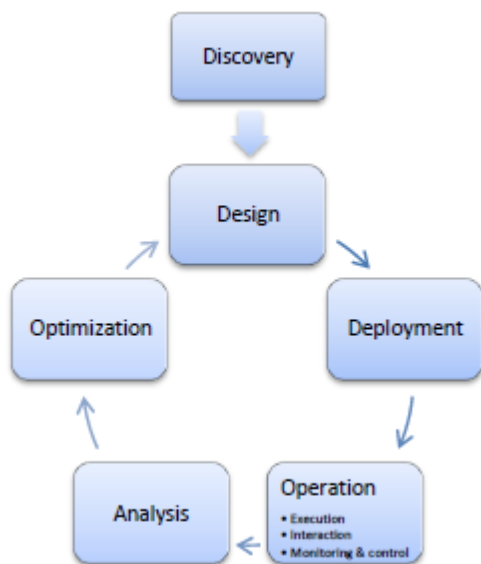 Discovery
Design
Optimization
Deployment
Analysis
Operation
• Execution
• Interaction
• Monitoring & control